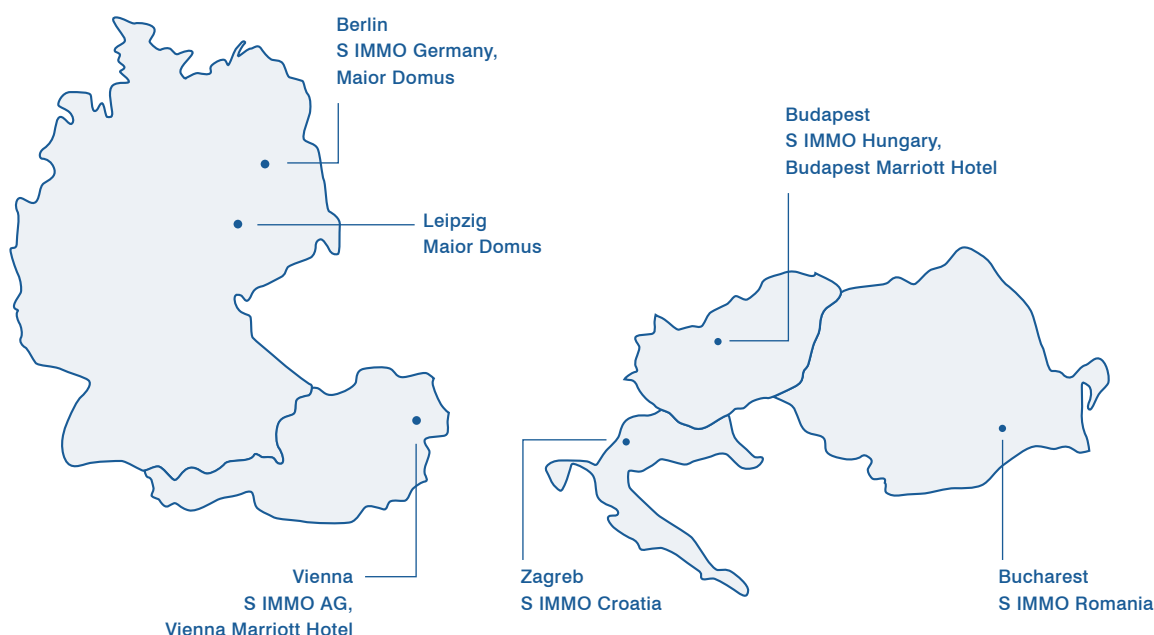 Berlin
S IMMO Germany,
Maior Domus
Leipzig
Maior Domus
Budapest
S IMMO Hungary,
Budapest Marriott Hotel
Vienna
S IMMO AG,
Vienna Marriott Hotel
Zagreb
S IMMO Croatia
Bucharest
S IMMO Romania